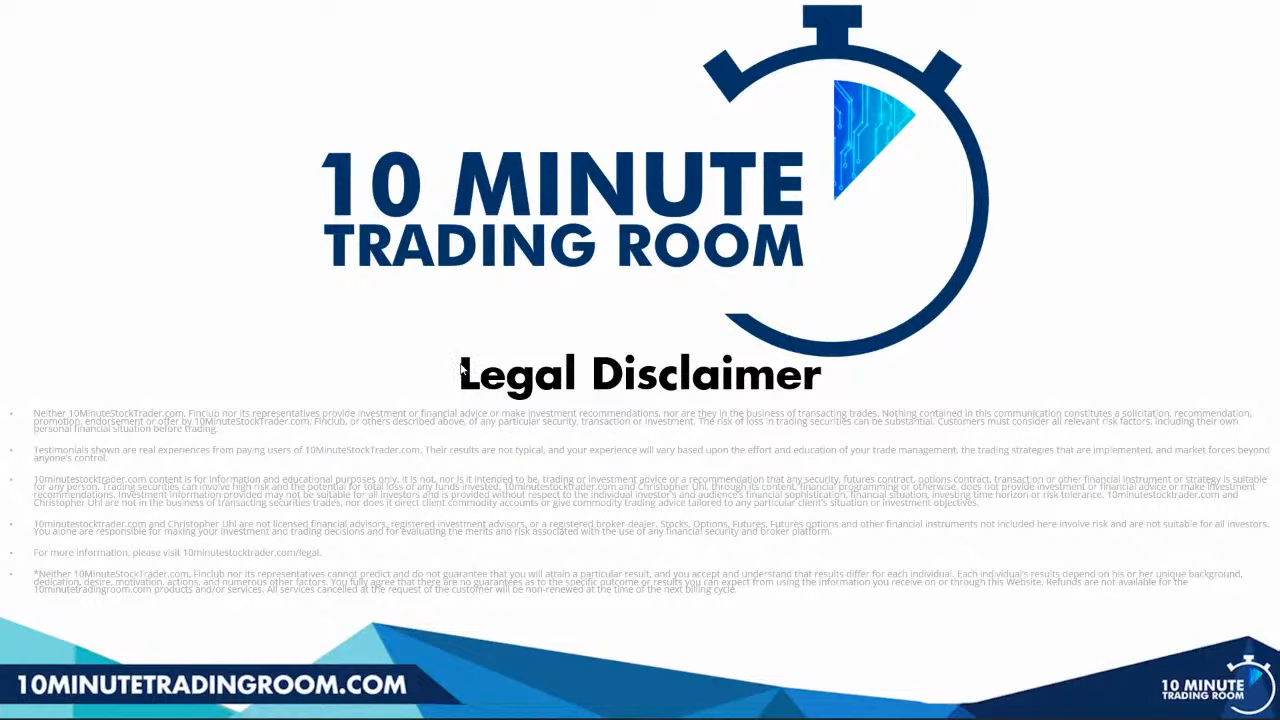 10 MINUTE
TRADING ROOM
Legal Disclaimer
• Neither 10MinuteStockTrader.com, Finclub nor its representatives provide investment or financial advice or make investment recommendations, nor are they in the business of transacting trades. Nothing contained in this communication constitutes a solicitation, recommendation,
promotion, endorsement or offer by 10MinuteStockTrader.com, Finclub, or others described above, of any particular security, transaction or investment. The risk of loss in trading securities can be substantial. Customers must consider all relevant risk factors, including their own
personal financial situation before trading.
• Testimonials shown are real experiences from paying users of 10MinuteStockTrader.com. Their results are not typical, and your experience will vary based upon the effort and education of your trade management, the trading strategies that are implemented, and market forces beyond
anyone's control.
• 10minutestocktrader.com content is for information and educational purposes only. It is not, nor is it intended to be, trading or investment advice or a recommendation that any security, futures contract, options contract, transaction or other financial instrument or strategy is suitable
for any person. Trading securities can involve high risk and the potential for total loss of any funds invested. 10minutestocktrader.com and Christopher Uhl, through its content, financial programming or otherwise, does not provide investment or financial advice or make investment
recommendations. Investment information provided may not be suitable for all investors and is provided without respect to the individual investor's and audience's financial sophistication, financial situation, investing time horizon or risk tolerance. 10minutestocktrader.com and
Christopher Uhl are not in the business of transacting securities trades, nor does it direct client commodity accounts or give commodity trading advice tailored to any particular client's situation or investment objectives.
• 10minutestocktrader.com and Christopher Uhl are not licensed financial advisors, registered investment advisors, or a registered broker-dealer. Stocks, Options, Futures, Futures options and other financial instruments not included here involve risk and are not suitable for all investors.
You alone are responsible for making your investment and trading decisions and for evaluating the merits and risk associated with the use of any financial security and broker platform.
• For more information, please visit 10minutestocktrader.com/legal.
• *Neither 10MinuteStockTrader.com, Finclub nor its representatives cannot predict and do not guarantee that you will attain a particular result, and you accept and understand that results differ for each individual. Each individual's results depend on his or her unique background,
dedication, desire, motivation, actions, and numerous other factors. You fully agree that there are no guarantees as to the specific outcome or results you can expect from using the information you receive on or through this Website. Refunds are not available for the
10minutetradingroom.com products and/or services. All services cancelled at the request of the customer will be non-renewed at the time of the next billing cycle.
10MINUTETRADINGROOM.COM
10 MINUTE
TRADING ROOM